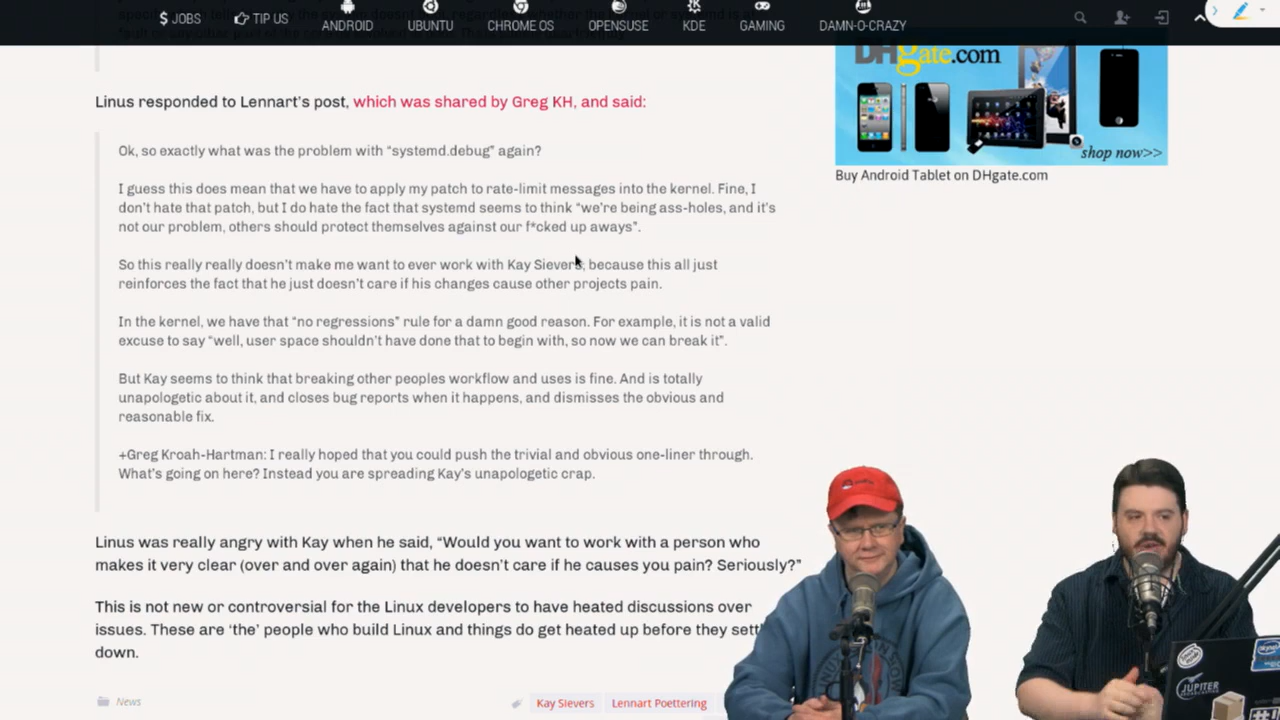 JOBS
TIP US
ANDROID
UBUNTU
CHROME OS
OPENSUSE
KDE
GAMING
DAMN-O-CRAZY
DHgate.com
shop now>>
Buy Android Tablet on DHgate.com
Linus responded to Lennart's post, which was shared by Greg KH, and said:
Ok, so exactly what was the problem with “systemd.debug” again?
I guess this does mean that we have to apply my patch to rate-limit messages into the kernel. Fine, I
don't hate that patch, but I do hate the fact that systemd seems to think “we're being ass-holes, and it's
not our problem, others should protect themselves against our f*cked up aways”.
So this really really doesn't make me want to ever work with Kay Sievers, because this all just
reinforces the fact that he just doesn't care if his changes cause other projects pain.
In the kernel, we have that “no regressions” rule for a damn good reason. For example, it is not a valid
excuse to say “well, user space shouldn't have done that to begin with, so now we can break it”.
But Kay seems to think that breaking other peoples workflow and uses is fine. And is totally
unapologetic about it, and closes bug reports when it happens, and dismisses the obvious and
reasonable fix.
+Greg Kroah-Hartman: I really hoped that you could push the trivial and obvious one-liner through.
What's going on here? Instead you are spreading Kay's unapologetic crap.
Linus was really angry with Kay when he said, “Would you want to work with a person who
makes it very clear (over and over again) that he doesn't care if he causes you pain? Seriously?”
This is not new or controversial for the Linux developers to have heated discussions over
issues. These are ‘the’ people who build Linux and things do get heated up before they sett
down.
News
Kay Sievers
Lennart Poettering
JUPITER